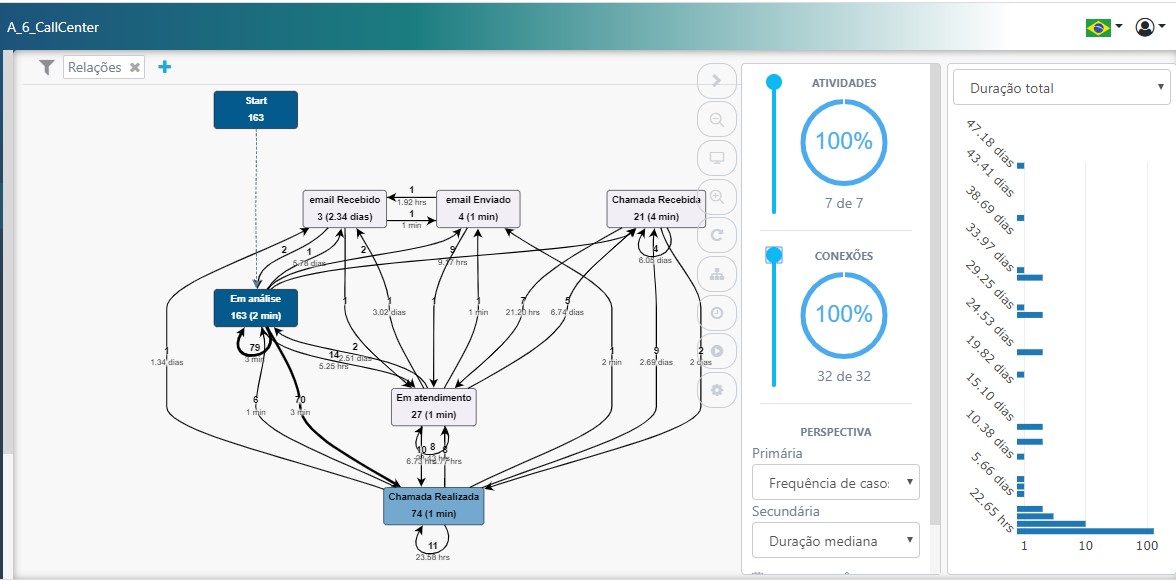 A_6_CallCenter
Relações
Start
163
email Recebido
3 (2.34 dias)
1
1.92 hrs
1
1 min
email Enviado
4 (1 min)
Chamada Recebida
21 (4 min)
2
1
5.78 dias
2
9
9.77 hrs
4
6.05 dias
Em análise
163 (2 min)
1
1
3.02 dias
1
1
1 min
7
21.20 hrs
5
6.74 dias
79
3 min
14
5.25 hrs
2
2.51 dias
1
1.34 dias
1
2 min
9
2.69 dias
2
2 dias
6
1 min
70
3 min
Em atendimento
27 (1 min)
10
8
8
Chamada Realizada
74 (1 min)
11
23.58 hrs
ATIVIDADES
100%
7 de 7
CONEXÕES
100%
32 de 32
PERSPECTIVA
Primária
Frequência de caso:
Secundária
Duração mediana
Duração total
47.18 dias
43.41 dias
38.69 dias
33.97 dias
29.25 dias
24.53 dias
19.82 dias
15.10 dias
10.38 dias
5.66 dias
22.65 hrs
1
10
100